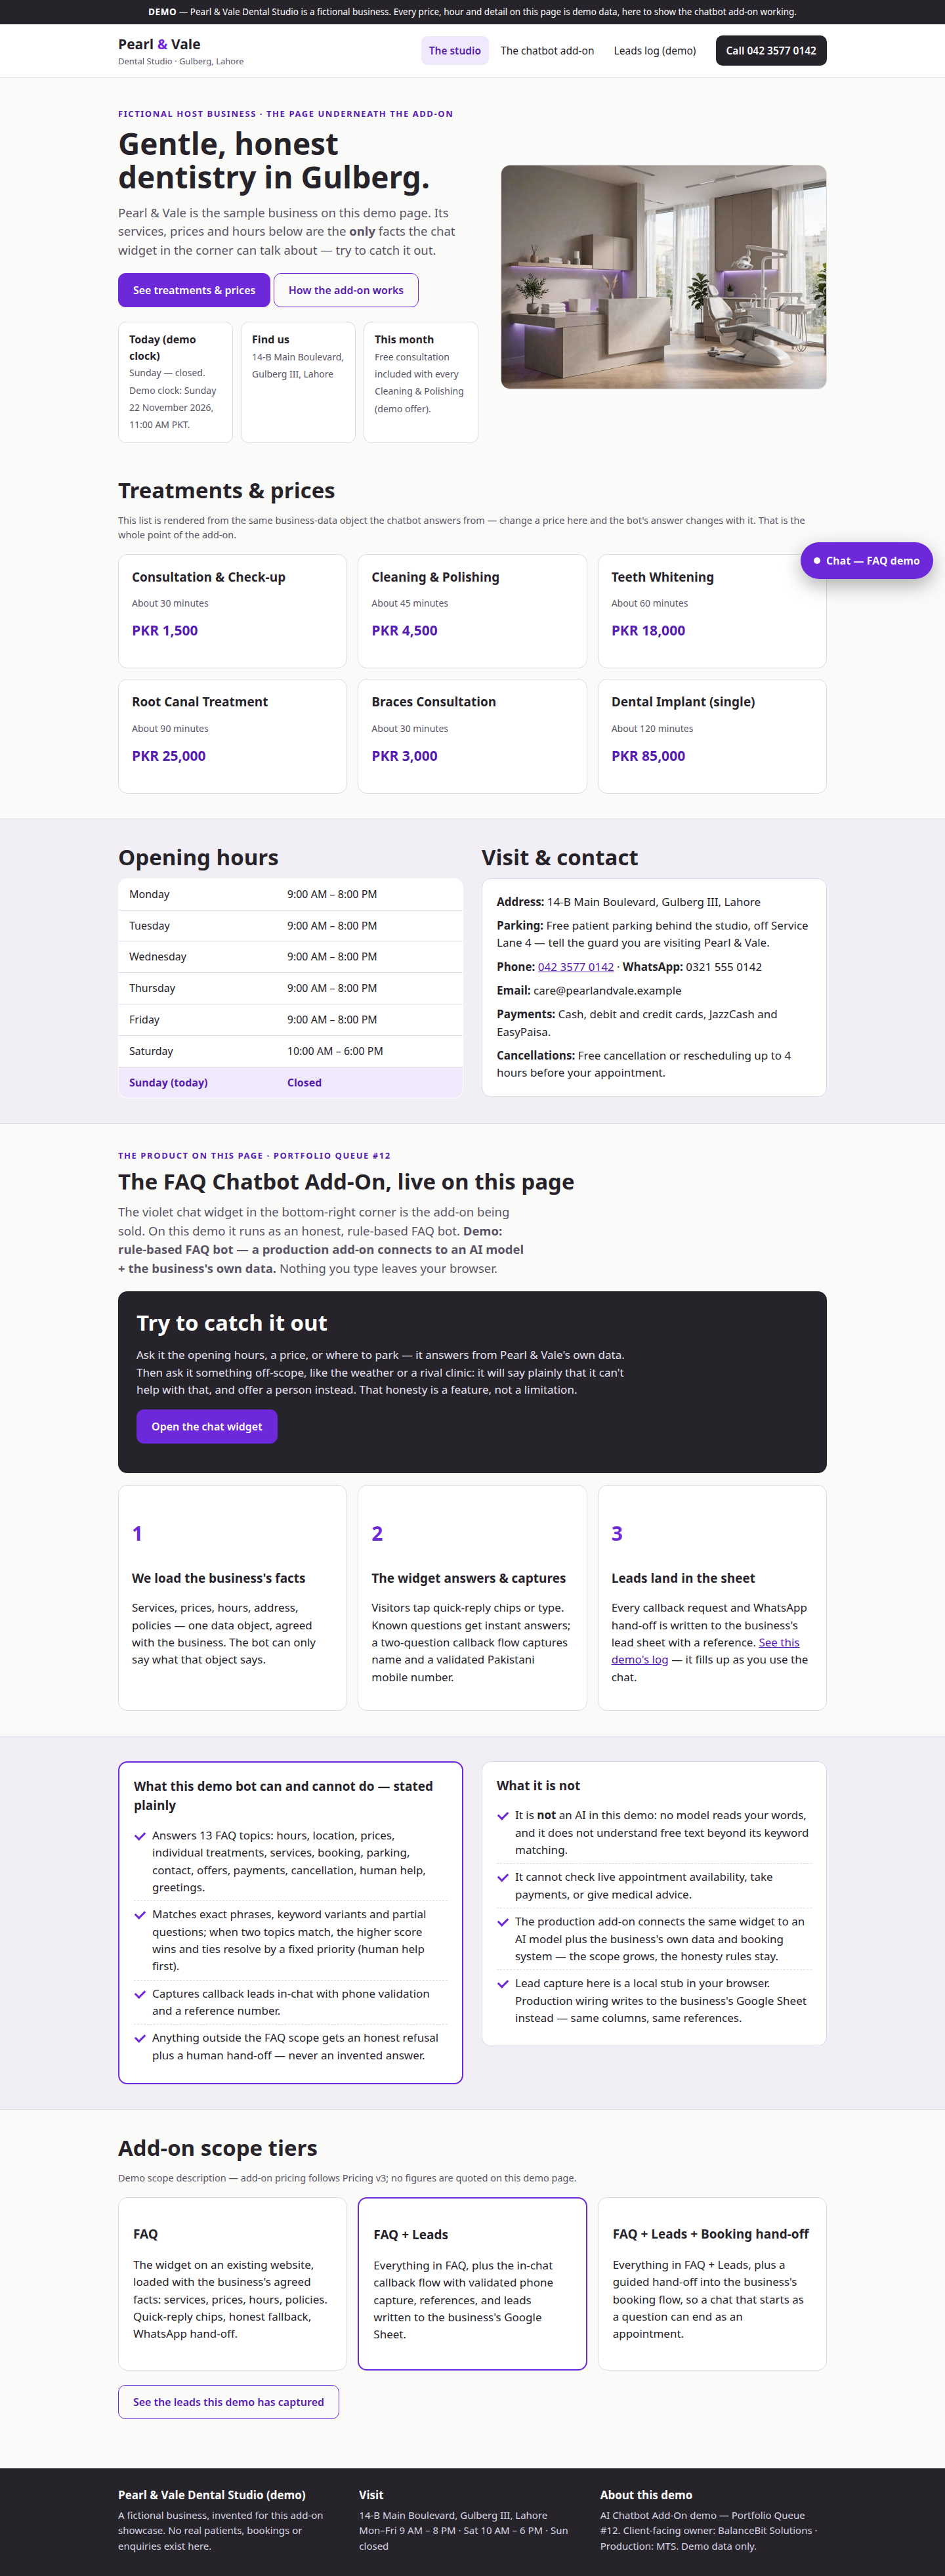 DEMO — Pearl & Vale Dental Studio is a fictional business. Every price, hour and detail on this page is demo data, here to show the chatbot add-on working.
Pearl & Vale
Dental Studio · Gulberg, Lahore
The studio
The chatbot add-on
Leads log (demo)
Call 042 3577 0142
FICTIONAL HOST BUSINESS · THE PAGE UNDERNEATH THE ADD-ON
Gentle, honest
dentistry in Gulberg.
Pearl & Vale is the sample business on this demo page. Its
services, prices and hours below are the only facts the chat
widget in the corner can talk about — try to catch it out.
See treatments & prices
How the add-on works
Today (demo
clock)
Sunday — closed.
Demo clock: Sunday
22 November 2026,
11:00 AM PKT.
Find us
14-B Main Boulevard,
Gulberg III, Lahore
This month
Free consultation
included with every
Cleaning & Polishing
(demo offer).
Treatments & prices
This list is rendered from the same business-data object the chatbot answers from — change a price here and the bot's answer changes with it. That is the
whole point of the add-on.
Chat — FAQ demo
Consultation & Check-up
About 30 minutes
PKR 1,500
Cleaning & Polishing
About 45 minutes
PKR 4,500
Teeth Whitening
About 60 minutes
PKR 18,000
Root Canal Treatment
About 90 minutes
PKR 25,000
Braces Consultation
About 30 minutes
PKR 3,000
Dental Implant (single)
About 120 minutes
PKR 85,000
Opening hours
Monday 9:00 AM – 8:00 PM
Tuesday 9:00 AM – 8:00 PM
Wednesday 9:00 AM – 8:00 PM
Thursday 9:00 AM – 8:00 PM
Friday 9:00 AM – 8:00 PM
Saturday 10:00 AM – 6:00 PM
Sunday (today) Closed
Visit & contact
Address: 14-B Main Boulevard, Gulberg III, Lahore
Parking: Free patient parking behind the studio, off Service
Lane 4 — tell the guard you are visiting Pearl & Vale.
Phone: 042 3577 0142 · WhatsApp: 0321 555 0142
Email: care@pearlandvale.example
Payments: Cash, debit and credit cards, JazzCash and
EasyPaisa.
Cancellations: Free cancellation or rescheduling up to 4
hours before your appointment.
THE PRODUCT ON THIS PAGE · PORTFOLIO QUEUE #12
The FAQ Chatbot Add-On, live on this page
The violet chat widget in the bottom-right corner is the add-on being
sold. On this demo it runs as an honest, rule-based FAQ bot. Demo:
rule-based FAQ bot — a production add-on connects to an AI model
+ the business's own data. Nothing you type leaves your browser.
Try to catch it out
Ask it the opening hours, a price, or where to park — it answers from Pearl & Vale's own data.
Then ask it something off-scope, like the weather or a rival clinic: it will say plainly that it can't
help with that, and offer a person instead. That honesty is a feature, not a limitation.
Open the chat widget
1
We load the business's facts
Services, prices, hours, address,
policies — one data object, agreed
with the business. The bot can only
say what that object says.
2
The widget answers & captures
Visitors tap quick-reply chips or type.
Known questions get instant answers;
a two-question callback flow captures
name and a validated Pakistani
mobile number.
3
Leads land in the sheet
Every callback request and WhatsApp
hand-off is written to the business's
lead sheet with a reference. See this
demo's log — it fills up as you use the
chat.
What this demo bot can and cannot do — stated
plainly
Answers 13 FAQ topics: hours, location, prices,
individual treatments, services, booking, parking,
contact, offers, payments, cancellation, human help,
greetings.
Matches exact phrases, keyword variants and partial
questions; when two topics match, the higher score
wins and ties resolve by a fixed priority (human help
first).
Captures callback leads in-chat with phone validation
and a reference number.
Anything outside the FAQ scope gets an honest refusal
plus a human hand-off — never an invented answer.
What it is not
It is not an AI in this demo: no model reads your words,
and it does not understand free text beyond its keyword
matching.
It cannot check live appointment availability, take
payments, or give medical advice.
The production add-on connects the same widget to an
AI model plus the business's own data and booking
system — the scope grows, the honesty rules stay.
Lead capture here is a local stub in your browser.
Production wiring writes to the business's Google Sheet
instead — same columns, same references.
Add-on scope tiers
Demo scope description — add-on pricing follows Pricing v3; no figures are quoted on this demo page.
FAQ
The widget on an existing website,
loaded with the business's agreed
facts: services, prices, hours, policies.
Quick-reply chips, honest fallback,
WhatsApp hand-off.
FAQ + Leads
Everything in FAQ, plus the in-chat
callback flow with validated phone
capture, references, and leads
written to the business's Google
Sheet.
FAQ + Leads + Booking hand-off
Everything in FAQ + Leads, plus a
guided hand-off into the business's
booking flow, so a chat that starts as
a question can end as an
appointment.
See the leads this demo has captured
Pearl & Vale Dental Studio (demo)
A fictional business, invented for this add-on
showcase. No real patients, bookings or
enquiries exist here.
Visit
14-B Main Boulevard, Gulberg III, Lahore
Mon–Fri 9 AM – 8 PM · Sat 10 AM – 6 PM · Sun
closed
About this demo
AI Chatbot Add-On demo — Portfolio Queue
#12. Client-facing owner: BalanceBit Solutions ·
Production: MTS. Demo data only.